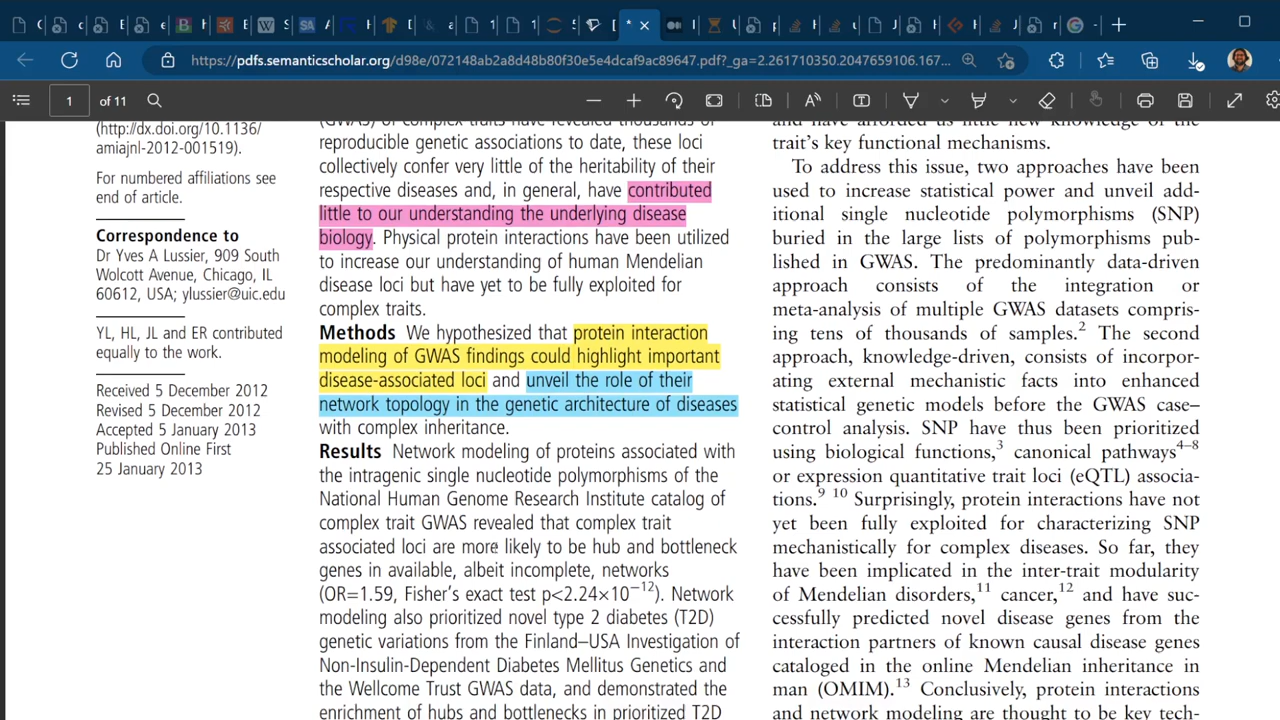 https://pdfs.semanticscholar.org/d98e/072148ab2a8d48b80f30e5e4dcaf9ac89647.pdf?_ga=2.261710350.2047659106.167...
1 of 11
(http://dx.doi.org/10.1136/
amiajnl-2012-001519).
For numbered affiliations see
end of article.
Correspondence to
Dr Yves A Lussier, 909 South
Wolcott Avenue, Chicago, IL
60612, USA; ylussier@uic.edu
YL, HL, JL and ER contributed
equally to the work.
Received 5 December 2012
Revised 5 December 2012
Accepted 5 January 2013
Published Online First
25 January 2013
(GWAS) of complex traits have revealed thousands of
reproducible genetic associations to date, these loci
collectively confer very little of the heritability of their
respective diseases and, in general, have contributed
little to our understanding the underlying disease
biology. Physical protein interactions have been utilized
to increase our understanding of human Mendelian
disease loci but have yet to be fully exploited for
complex traits.
Methods We hypothesized that protein interaction
modeling of GWAS findings could highlight important
disease-associated loci and unveil the role of their
network topology in the genetic architecture of diseases
with complex inheritance.
Results Network modeling of proteins associated with
the intragenic single nucleotide polymorphisms of the
National Human Genome Research Institute catalog of
complex trait GWAS revealed that complex trait
associated loci are more likely to be hub and bottleneck
genes in available, albeit incomplete, networks
(OR=1.59, Fisher's exact test p<2.24×10−12). Network
modeling also prioritized novel type 2 diabetes (T2D)
genetic variations from the Finland–USA Investigation of
Non-Insulin-Dependent Diabetes Mellitus Genetics and
the Wellcome Trust GWAS data, and demonstrated the
enrichment of hubs and bottlenecks in prioritized T2D
and have afforded us little new knowledge of the
trait's key functional mechanisms.
To address this issue, two approaches have been
used to increase statistical power and unveil add-
itional single nucleotide polymorphisms (SNP)
buried in the large lists of polymorphisms pub-
lished in GWAS. The predominantly data-driven
approach consists of the integration or
meta-analysis of multiple GWAS datasets compris-
ing tens of thousands of samples.2 The second
approach, knowledge-driven, consists of incorpor-
ating external mechanistic facts into enhanced
statistical genetic models before the GWAS case–
control analysis. SNP have thus been prioritized
using biological functions,3 canonical pathways4–8
or expression quantitative trait loci (eQTL) associa-
tions.9 10 Surprisingly, protein interactions have not
yet been fully exploited for characterizing SNP
mechanistically for complex diseases. So far, they
have been implicated in the inter-trait modularity
of Mendelian disorders,11 cancer,12 and have suc-
cessfully predicted novel disease genes from the
interaction partners of known causal disease genes
cataloged in the online Mendelian inheritance in
man (OMIM).13 Conclusively, protein interactions
and network modeling are thought to be key tech-